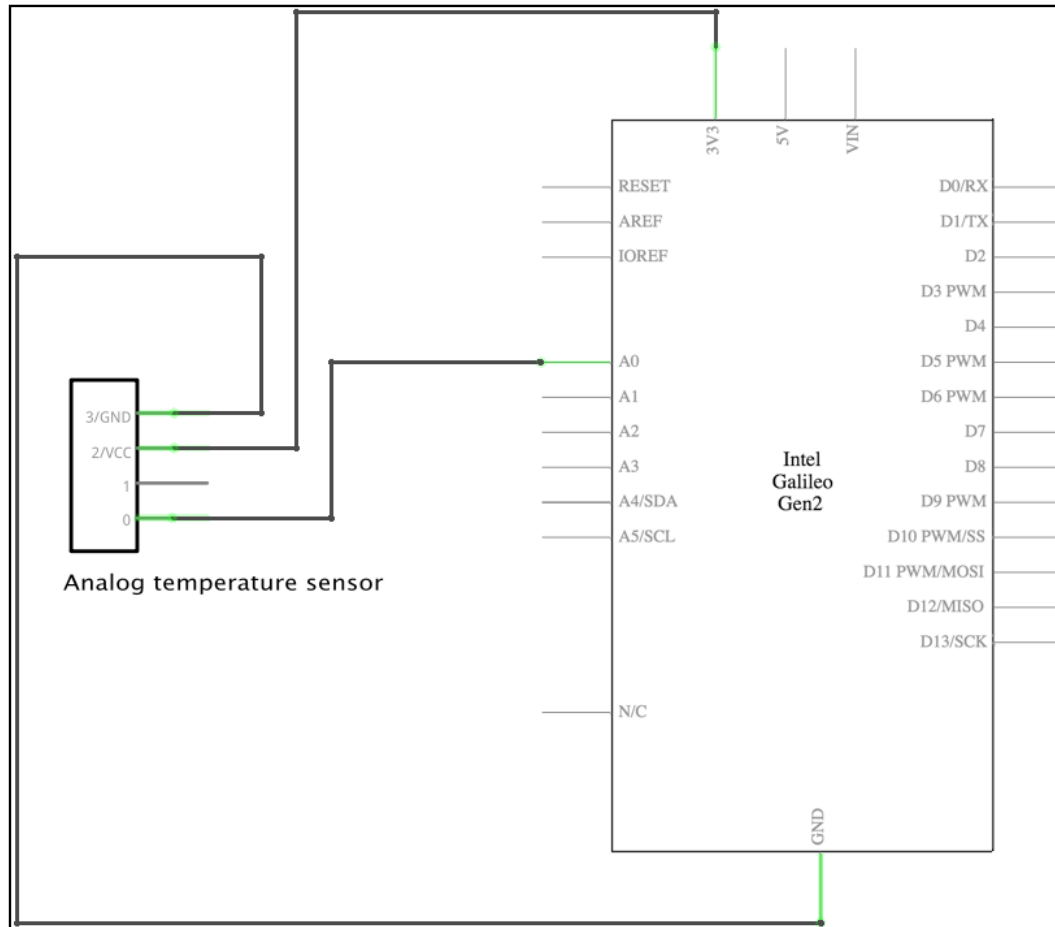 3V3
5V
VIN
RESET
AREF
IOREF
A0
A1
A2
A3
A4/SDA
A5/SCL
N/C
D0/RX
D1/TX
D2
D3 PWM
D4
D5 PWM
D6 PWM
D7
D8
D9 PWM
D10 PWM/SS
D11 PWM/MOSI
D12/MISO
D13/SCK
Intel
Galileo
Gen2
GND
3/GND
2/VCC
1
0
Analog temperature sensor